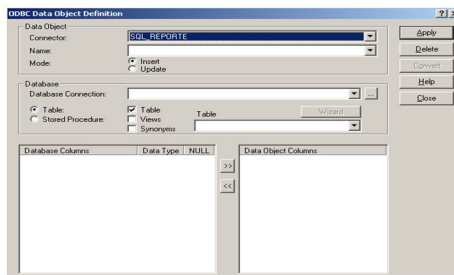 ODBC Data Object Definition
Data Object
Connector: SQL_REPORTE
Name:
Mode: Insert
Update
Apply
Delete
Convert
Help
Close
Database
Database Connection: ...
Table: Table Table Wizard
Stored Procedure: Views
Synonyms
Database Columns Data Type NULL Data Object Columns
>>
<<